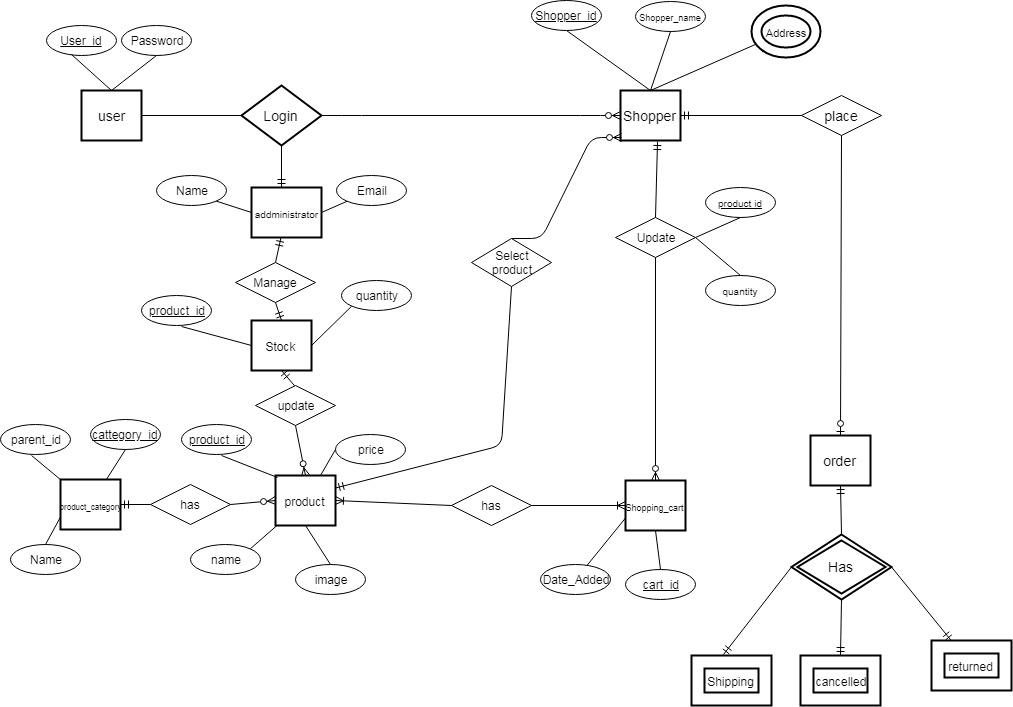 Shopper_id
Shopper_name
Address
User_id
Password
user
Login
Shopper
place
Name
Email
addministrator
product id
Update
Select
product
Manage
quantity
quantity
product_id
Stock
update
parent_id
cattegory_id
product_id
price
order
product_category
has
product
has
Shopping_cart
Name
name
image
Date_Added
cart_id
Has
Shipping
cancelled
returned